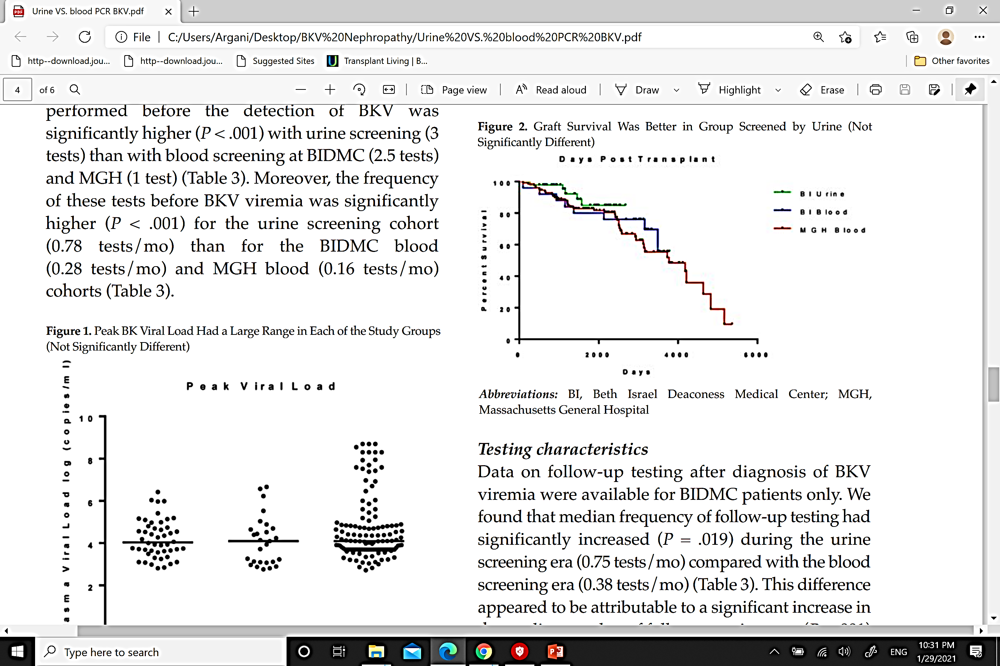 Urine VS. blood PCR BKV.pdf
File | C:/Users/Argani/Desktop/BKV%20Nephropathy/Urine%20VS.%20blood%20PCR%20BKV.pdf
http--download.jou... http--download.jou... Suggested Sites Transplant Living | B... Other favorites
4 of 6 Page view Read aloud Draw Highlight Erase
performed before the detection of BKV was
significantly higher (P < .001) with urine screening (3
tests) than with blood screening at BIDMC (2.5 tests)
and MGH (1 test) (Table 3). Moreover, the frequency
of these tests before BKV viremia was significantly
higher (P < .001) for the urine screening cohort
(0.78 tests/mo) than for the BIDMC blood
(0.28 tests/mo) and MGH blood (0.16 tests/mo)
cohorts (Table 3).
Figure 1. Peak BK Viral Load Had a Large Range in Each of the Study Groups
(Not Significantly Different)
Peak Viral Load
Viral Load log (copies/ml)
10
8
6
4
2
Figure 2. Graft Survival Was Better in Group Screened by Urine (Not
Significantly Different)
Days Post Transplant
Percent Survival
100
80
60
40
20
0
0 2000 4000 6000
Days
BI Urine
BI Blood
MGH Blood
Abbreviations: BI, Beth Israel Deaconess Medical Center; MGH,
Massachusetts General Hospital
Testing characteristics
Data on follow-up testing after diagnosis of BKV
viremia were available for BIDMC patients only. We
found that median frequency of follow-up testing had
significantly increased (P = .019) during the urine
screening era (0.75 tests/mo) compared with the blood
screening era (0.38 tests/mo) (Table 3). This difference
appeared to be attributable to a significant increase in
Type here to search
ENG
10:31 PM
1/29/2021